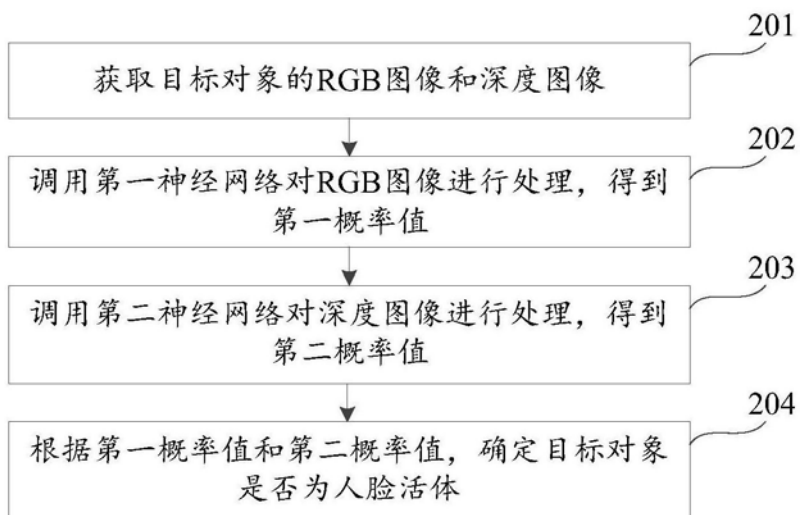 201
获取目标对象的RGB图像和深度图像
202
调用第一神经网络对RGB图像进行处理，得到
第一概率值
203
调用第二神经网络对深度图像进行处理，得到
第二概率值
204
根据第一概率值和第二概率值，确定目标对象
是否为人脸活体